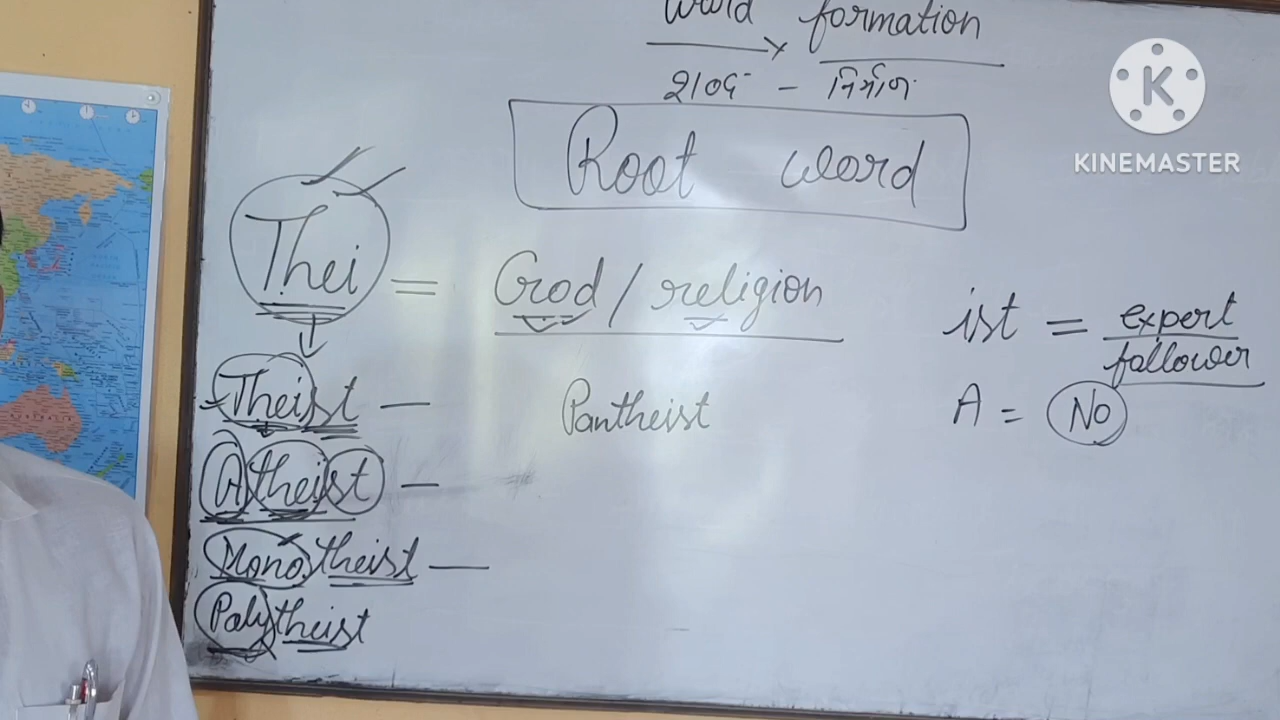 Word formation
शब्द - निर्माण
Root word
Thei = God / religion
ist = expert
follower
A = No
Theist -
Pantheist
Atheist -
Monotheist -
Polytheist
K
KINEMASTER